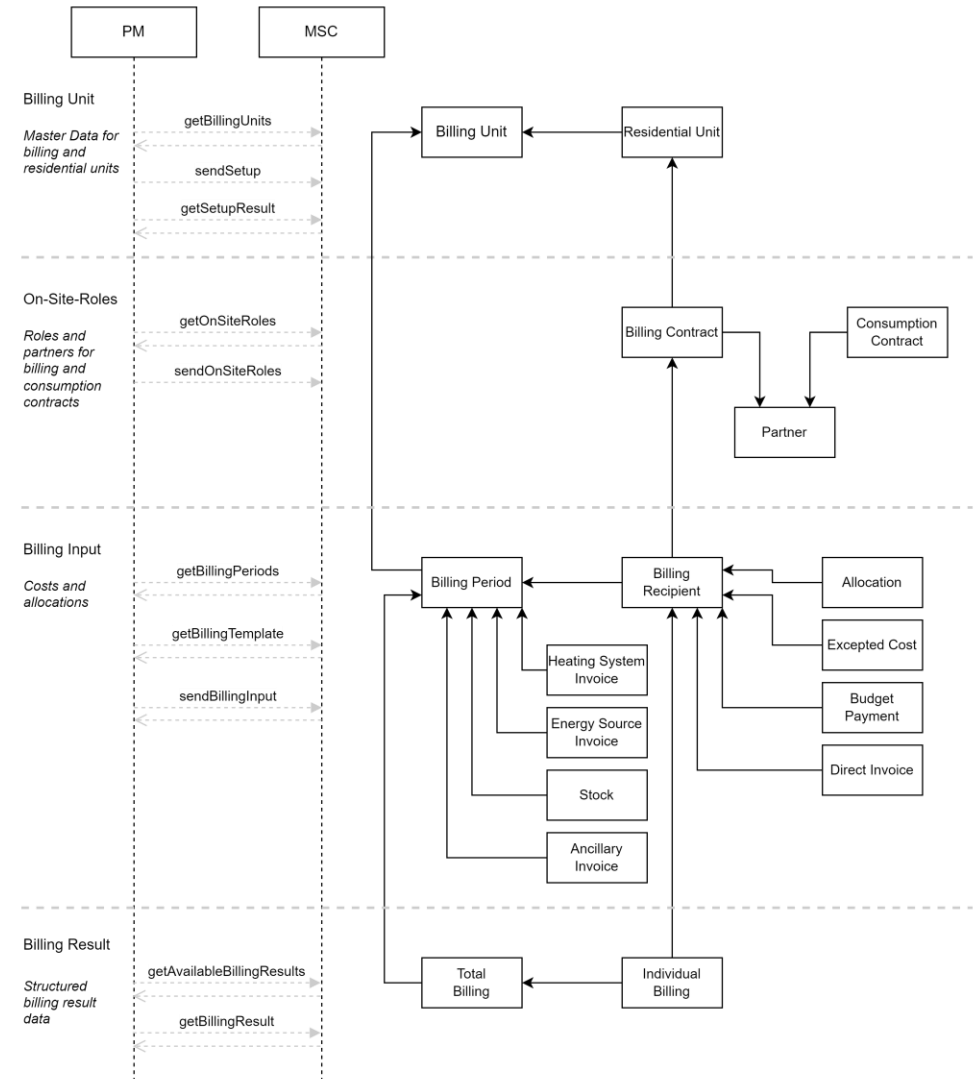 PM
MSC
Billing Unit
Master Data for
billing and
residential units
getBillingUnits
sendSetup
getSetupResult
Billing Unit
Residential Unit
On-Site-Roles
Roles and
partners for
billing and
consumption
contracts
getOnSiteRoles
sendOnSiteRoles
Billing Contract
Consumption
Contract
Partner
Billing Input
Costs and
allocations
getBillingPeriods
getBillingTemplate
sendBillingInput
Billing Period
Billing
Recipient
Allocation
Excepted Cost
Budget
Payment
Direct Invoice
Heating System
Invoice
Energy Source
Invoice
Stock
Ancillary
Invoice
Billing Result
Structured
billing result
data
getAvailableBillingResults
getBillingResult
Total
Billing
Individual
Billing